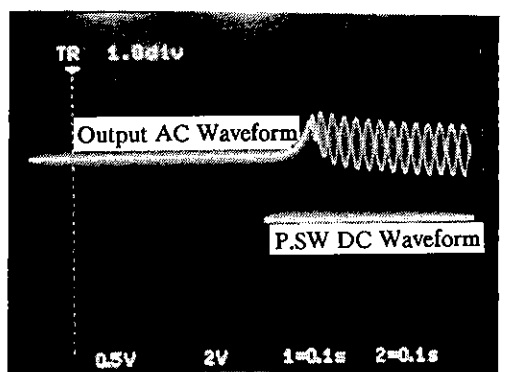 TR 1.0div
Output AC Waveform
P.SW DC Waveform
0.5V 2V 1=0.1s 2=0.1s